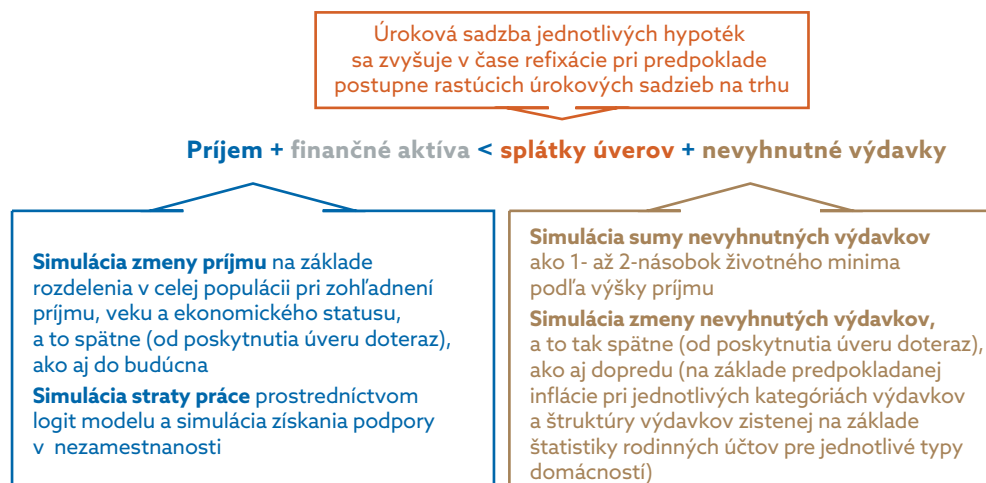 Úroková sadzba jednotlivých hypoték
sa zvyšuje v čase refixácie pri predpoklade
postupne rastúcich úrokových sadzieb na trhu
Príjem + finančné aktíva < splátky úverov + nevyhnutné výdavky
Simulácia zmeny príjmu na základe
rozdelenia v celej populácii pri zohľadnení
príjmu, veku a ekonomického statusu,
a to spätne (od poskytnutia úveru doteraz),
ako aj do budúcna
Simulácia straty práce prostredníctvom
logit modelu a simulácia získania podpory
v nezamestnanosti
Simulácia sumy nevyhnutných výdavkov
ako 1- až 2-násobok životného minima
podľa výšky príjmu
Simulácia zmeny nevyhnutých výdavkov,
a to tak spätne (od poskytnutia úveru doteraz),
ako aj dopredu (na základe predpokladanej
inflácie pri jednotlivých kategóriách výdavkov
a štruktúry výdavkov zistenej na základe
štatistiky rodinných účtov pre jednotlivé typy
domácností)